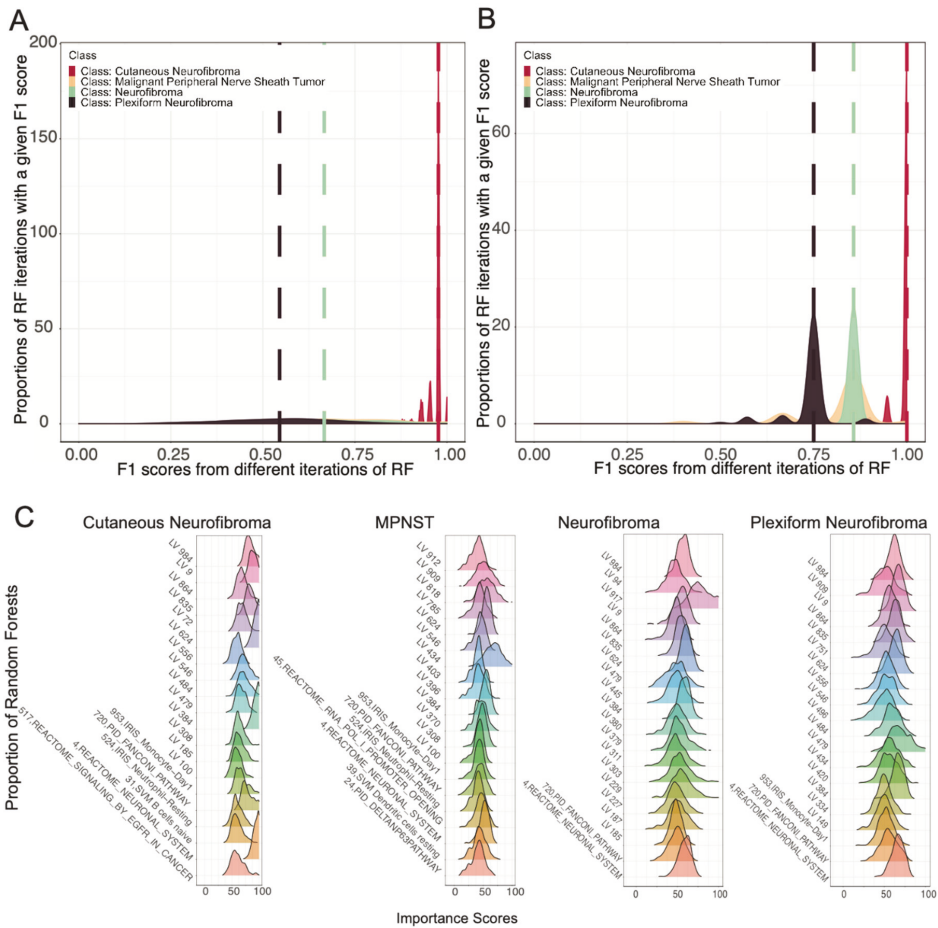 A
Proportions of RF iterations with a given F1 score
200
150
100
50
0
Class
Class: Cutaneous Neurofibroma
Class: Malignant Peripheral Nerve Sheath Tumor
Class: Neurofibroma
Class: Plexiform Neurofibroma
0.00 0.25 0.50 0.75 1.00
F1 scores from different iterations of RF
B
Proportions of RF iterations with a given F1 score
60
40
20
0
Class
Class: Cutaneous Neurofibroma
Class: Malignant Peripheral Nerve Sheath Tumor
Class: Neurofibroma
Class: Plexiform Neurofibroma
0.00 0.25 0.50 0.75 1.00
F1 scores from different iterations of RF
C
Proportion of Random Forests
Cutaneous Neurofibroma
LV 984
LV 9
LV 864
LV 835
LV 72
LV 624
LV 556
LV 546
LV 484
LV 479
LV 384
LV 308
LV 185
LV 100
953,IRIS_Monocyte-Day1
720,PID_FANCONI_PATHWAY
524,IRIS_Neutrophil-Resting
4,REACTOME_NEURONAL_SYSTEM
31,SVM B cells naive
517,REACTOME_SIGNALING_BY_EGFR_IN_CANCER
0 50 100
MPNST
LV 912
LV 909
LV 818
LV 785
LV 624
LV 546
LV 434
LV 403
LV 396
LV 384
LV 370
LV 308
LV 100
953,IRIS_Monocyte-Day1
720,PID_FANCONI_PATHWAY
524,IRIS_Neutrophil-Resting
45,REACTOME_RNA_POL_I_PROMOTER_OPENING
4,REACTOME_NEURONAL_SYSTEM
39,SVM Dendritic cells resting
24,PID_DELTANP63PATHWAY
0 50 100
Neurofibroma
LV 984
LV 94
LV 917
LV 9
LV 864
LV 835
LV 624
LV 479
LV 445
LV 384
LV 380
LV 379
LV 311
LV 303
LV 229
LV 227
LV 187
LV 185
720,PID_FANCONI_PATHWAY
4,REACTOME_NEURONAL_SYSTEM
0 50 100
Plexiform Neurofibroma
LV 984
LV 909
LV 9
LV 864
LV 835
LV 751
LV 624
LV 556
LV 546
LV 496
LV 484
LV 479
LV 434
LV 420
LV 384
LV 334
LV 149
953,IRIS_Monocyte-Day1
720,PID_FANCONI_PATHWAY
4,REACTOME_NEURONAL_SYSTEM
0 50 100
Importance Scores